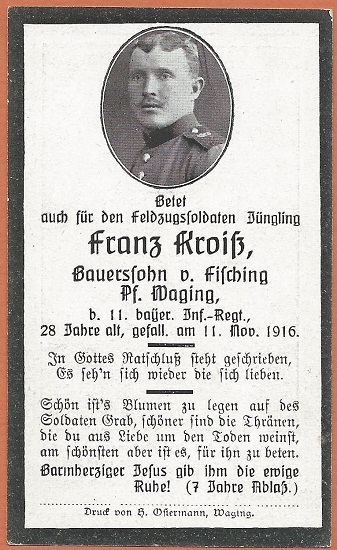 Betet
auch für den Feldzugsoldaten Jüngling
Franz Kroiß,
Bauerssohn v. Fisching
Pf. Waging,
b. 11. bayer. Inf.-Regt.,
28 Jahre alt, gefall. am 11. Nov. 1916.
In Gottes Ratschluß steht geschrieben,
Es seh'n sich wieder die sich lieben.
Schön ist's Blumen zu legen auf des
Soldaten Grab, schöner sind die Thränen,
die du aus Liebe um den Toden weinst,
am schönsten aber ist es, für ihn zu beten.
Barmherziger Jesus gib ihm die ewige
Ruhe! (7 Jahre Ablaß.)
Druck von H. Ostermann, Waging.